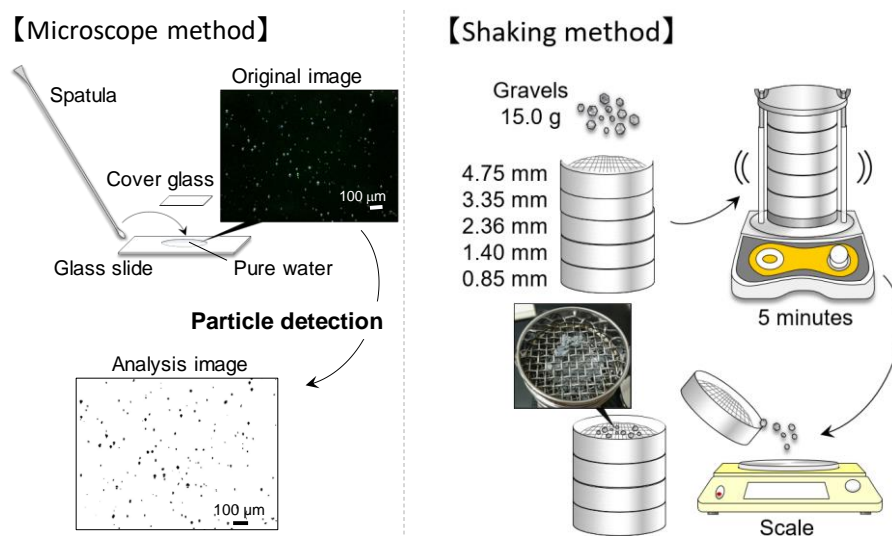 【Microscope method】
Spatula
Original image
100 μm
Cover glass
Glass slide
Pure water
Particle detection
Analysis image
100 μm
【Shaking method】
Gravels
15.0 g
4.75 mm
3.35 mm
2.36 mm
1.40 mm
0.85 mm
5 minutes
Scale